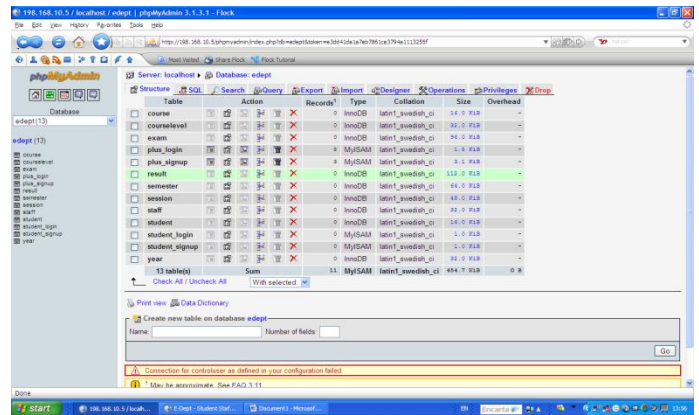 198.168.10.5 / localhost / edept | phpMyAdmin 3.1.3.1 - Flock
File Edit View History Favorites Tools Help
Most Visited Share Flock Flock Tutorial
phpMyAdmin
Database
edept (13)
edept (13)
course
courselevel
exam
plus_login
plus_signup
result
semester
session
staff
student
student_login
student_signup
year
Server: localhost Database: edept
Structure SQL Search Query Export Import Designer Operations Privileges Drop
Table Action Records1 Type Collation Size Overhead
course 0 InnoDB latin1_swedish_ci 16.0 KiB -
courselevel 0 InnoDB latin1_swedish_ci 32.0 KiB -
exam 0 InnoDB latin1_swedish_ci 96.0 KiB -
plus_login MyISAM latin1_swedish_ci 1.6 KiB -
plus_signup MyISAM latin1_swedish_ci 3.1 KiB -
result 0 InnoDB latin1_swedish_ci 112.0 KiB -
semester 0 InnoDB latin1_swedish_ci 64.0 KiB -
session 0 InnoDB latin1_swedish_ci 48.0 KiB -
staff 0 InnoDB latin1_swedish_ci 32.0 KiB -
student 0 InnoDB latin1_swedish_ci 16.0 KiB -
student_login 0 MyISAM latin1_swedish_ci 1.0 KiB -
student_signup 0 MyISAM latin1_swedish_ci 1.0 KiB -
year 0 InnoDB latin1_swedish_ci 32.0 KiB -
13 table(s) Sum 11 MyISAM latin1_swedish_ci 454.7 KiB 0 B
Check All / Uncheck All With selected:
Print view Data Dictionary
Create new table on database edept
Name: Number of fields:
Go
Connection for controluser as defined in your configuration failed.
1 May be approximate. See FAQ 3.11
Done
start 198.168.10.5 / localh... E-Dept - Student Staf... Document1 - Microsof... EN Encarta 13:56